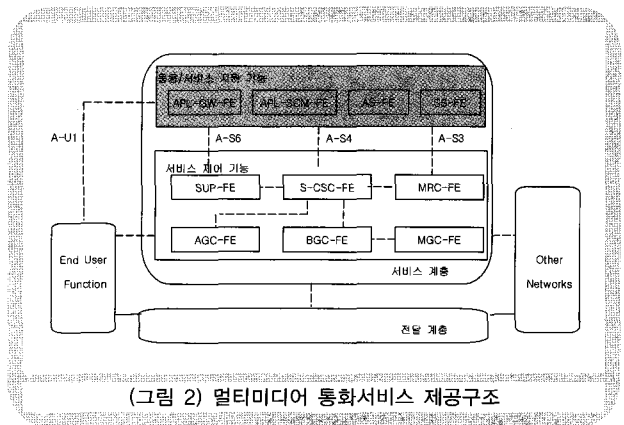 응용/서비스 지원 기능
APL-GW-FE APL-SCM-FE AS-FE SS-FE
A-U1 A-S6 A-S4 A-S3
서비스 제어 기능
SUP-FE S-CSC-FE MRC-FE
AGC-FE BGC-FE MGC-FE
End User
Function
Other
Networks
서비스 계층
전달 계층
(그림 2) 멀티미디어 통화서비스 제공구조